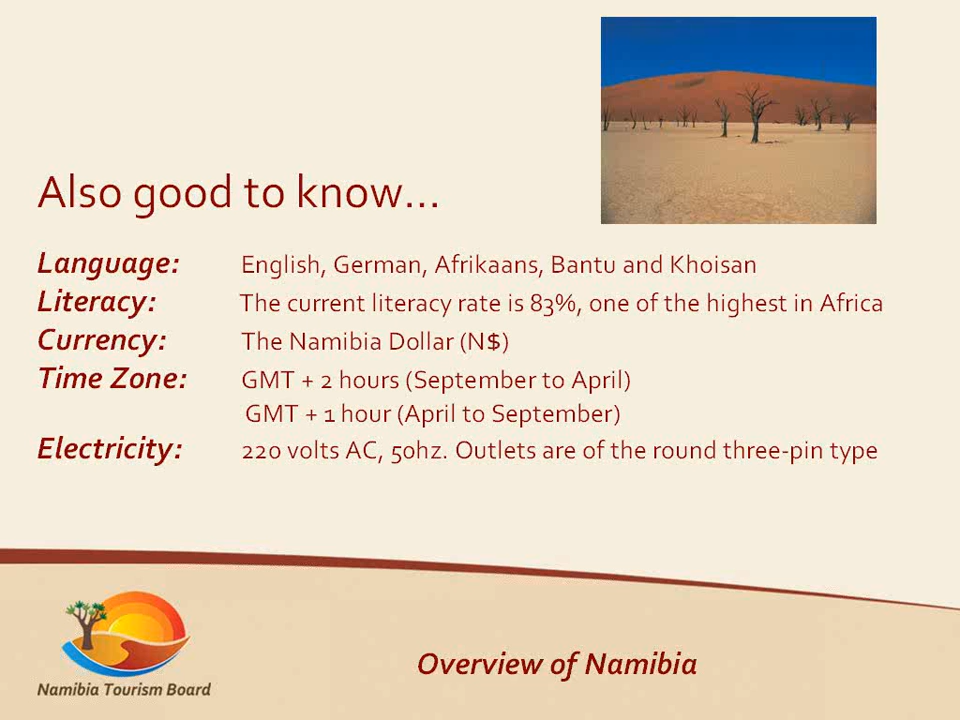 Also good to know...
Language: English, German, Afrikaans, Bantu and Khoisan
Literacy: The current literacy rate is 83%, one of the highest in Africa
Currency: The Namibia Dollar (N$)
Time Zone: GMT + 2 hours (September to April)
GMT + 1 hour (April to September)
Electricity: 220 volts AC, 50hz. Outlets are of the round three-pin type
Overview of Namibia
Namibia Tourism Board